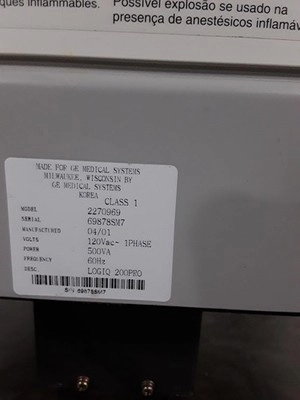 ques inflammables.
Possível explosão se usado na
presença de anestésicos inflamáv
MADE FOR GE MEDICAL SYSTEMS
MILWAUKEE, WISCONSIN BY
GE MEDICAL SYSTEMS
KOREA
CLASS 1
MODEL 2270969
SERIAL 69878SM7
MANUFACTURED 04/01
VOLTS 120Vac- 1PHASE
POWER 500VA
FREQUENCY 60Hz
DESC. LOGIQ 200PRO
S/N 69878SM7